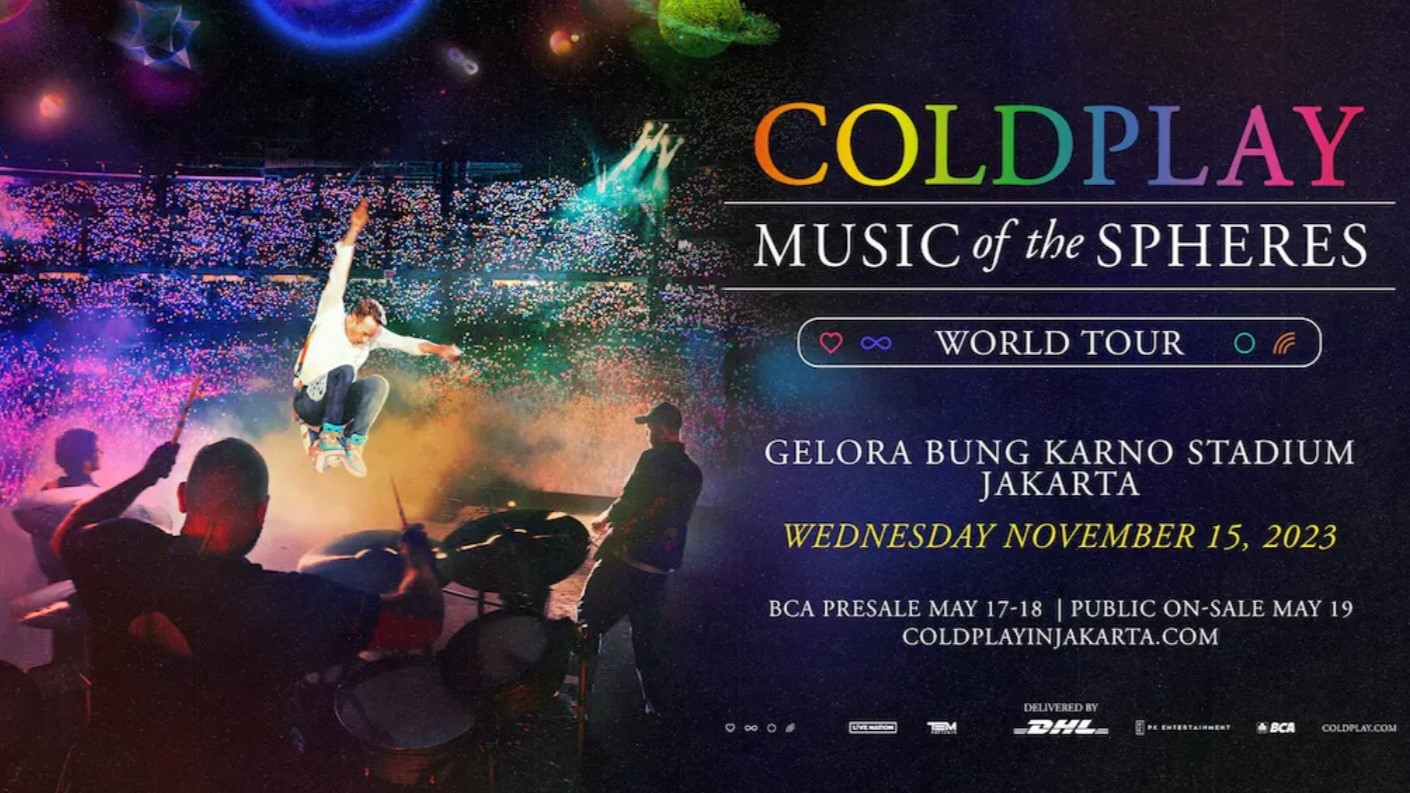 COLDPLAY
MUSIC of the SPHERES
WORLD TOUR
GELORA BUNG KARNO STADIUM
JAKARTA
WEDNESDAY NOVEMBER 15, 2023
BCA PRESALE MAY 17-18 | PUBLIC ON-SALE MAY 19
COLDPLAYINJAKARTA.COM
DELIVERED BY
LIVE NATION TEM PRESENTS DHL PK ENTERTAINMENT BCA COLDPLAY.COM